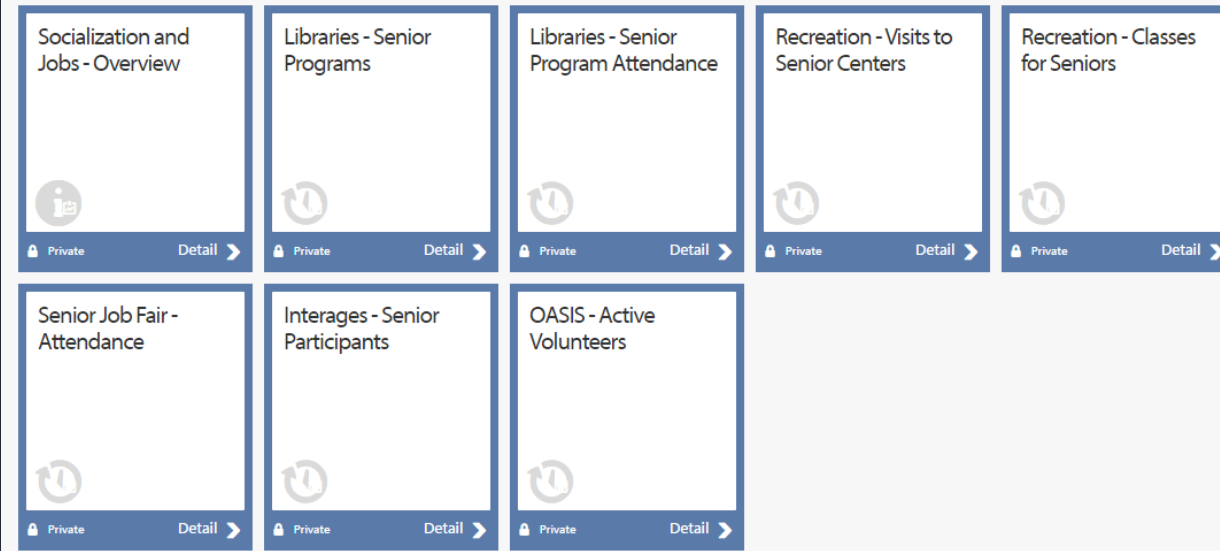 Socialization and
Jobs - Overview
Private Detail
Libraries - Senior
Programs
Private Detail
Libraries - Senior
Program Attendance
Private Detail
Recreation - Visits to
Senior Centers
Private Detail
Recreation - Classes
for Seniors
Private Detail
Senior Job Fair -
Attendance
Private Detail
Interages - Senior
Participants
Private Detail
OASIS - Active
Volunteers
Private Detail